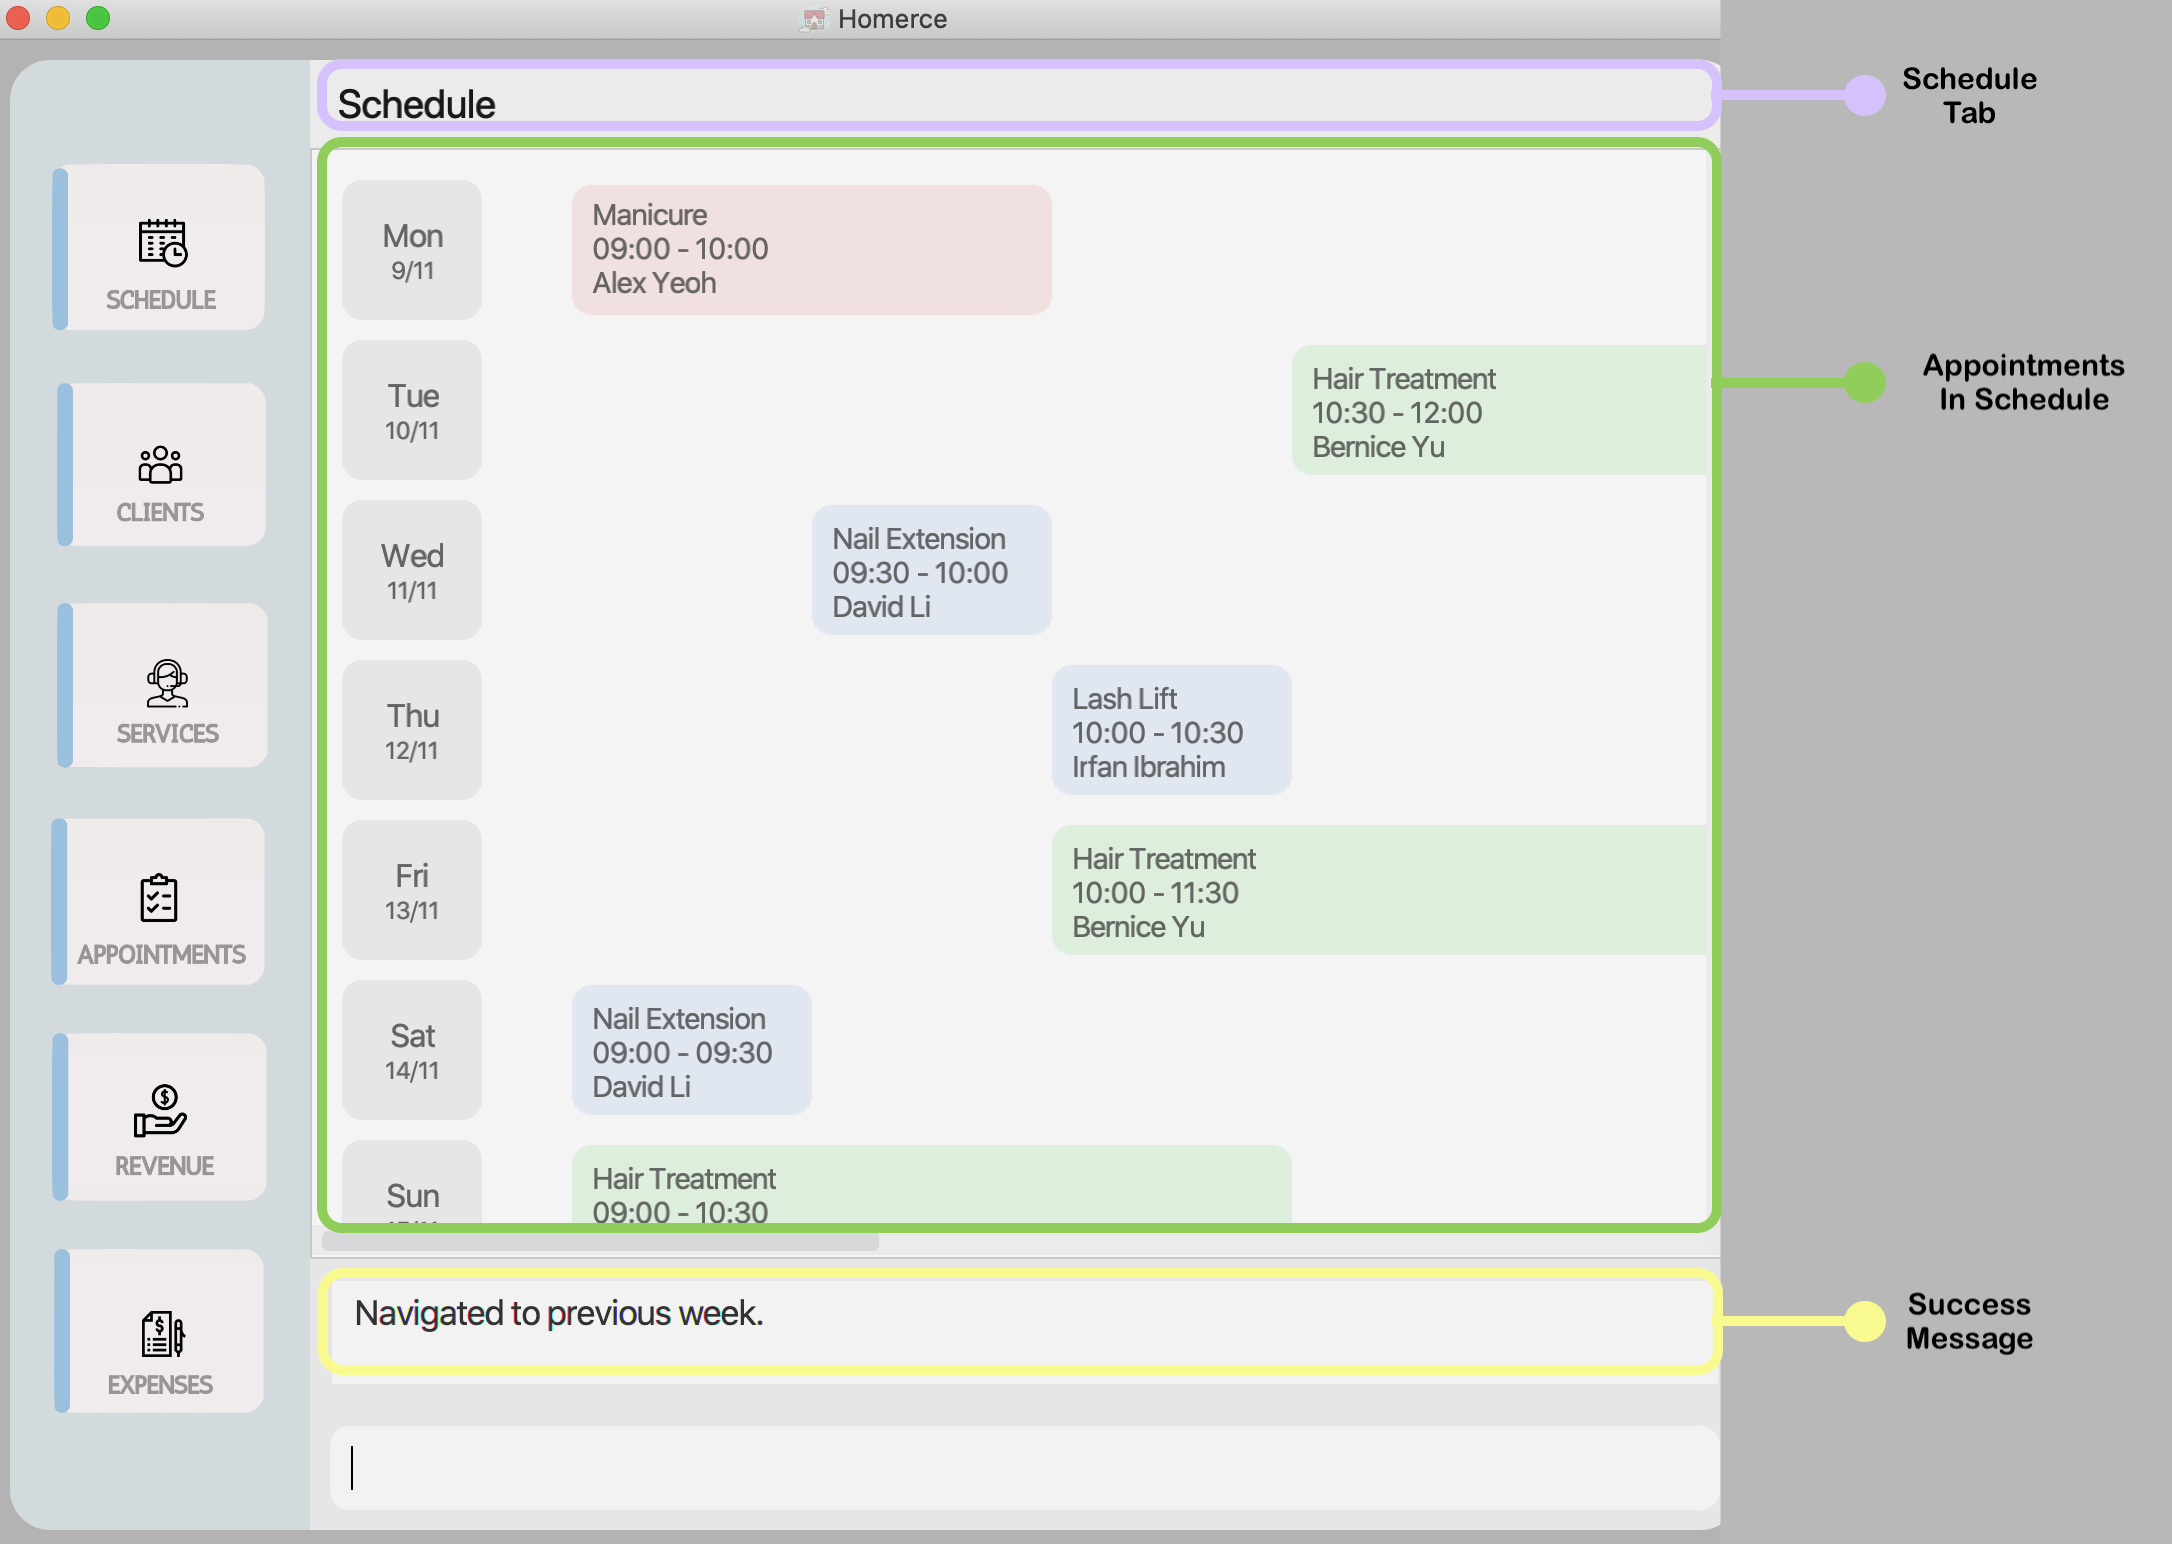 Homerce
Schedule
Schedule
Tab
SCHEDULE
CLIENTS
SERVICES
APPOINTMENTS
REVENUE
EXPENSES
Mon
9/11
Manicure
09:00 - 10:00
Alex Yeoh
Tue
10/11
Hair Treatment
10:30 - 12:00
Bernice Yu
Appointments
In Schedule
Wed
11/11
Nail Extension
09:30 - 10:00
David Li
Thu
12/11
Lash Lift
10:00 - 10:30
Irfan Ibrahim
Fri
13/11
Hair Treatment
10:00 - 11:30
Bernice Yu
Sat
14/11
Nail Extension
09:00 - 09:30
David Li
Sun
Hair Treatment
09:00 - 10:30
Navigated to previous week.
Success
Message